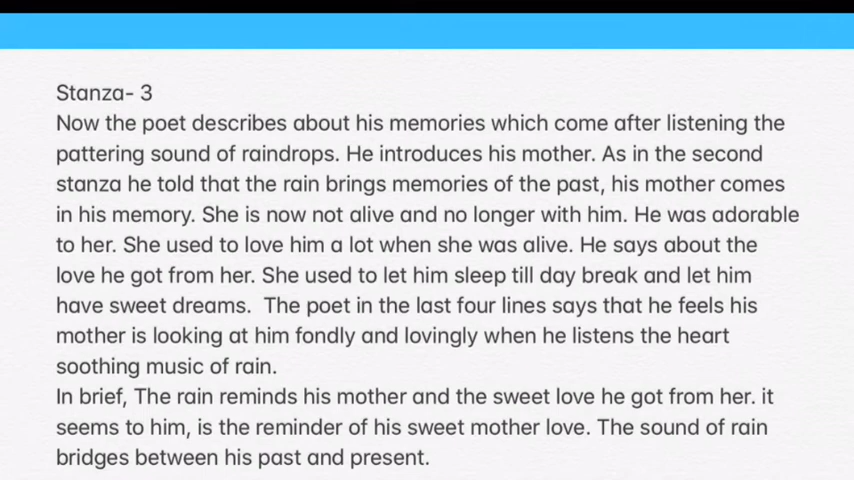 Stanza- 3
Now the poet describes about his memories which come after listening the
pattering sound of raindrops. He introduces his mother. As in the second
stanza he told that the rain brings memories of the past, his mother comes
in his memory. She is now not alive and no longer with him. He was adorable
to her. She used to love him a lot when she was alive. He says about the
love he got from her. She used to let him sleep till day break and let him
have sweet dreams.  The poet in the last four lines says that he feels his
mother is looking at him fondly and lovingly when he listens the heart
soothing music of rain.
In brief, The rain reminds his mother and the sweet love he got from her. it
seems to him, is the reminder of his sweet mother love. The sound of rain
bridges between his past and present.